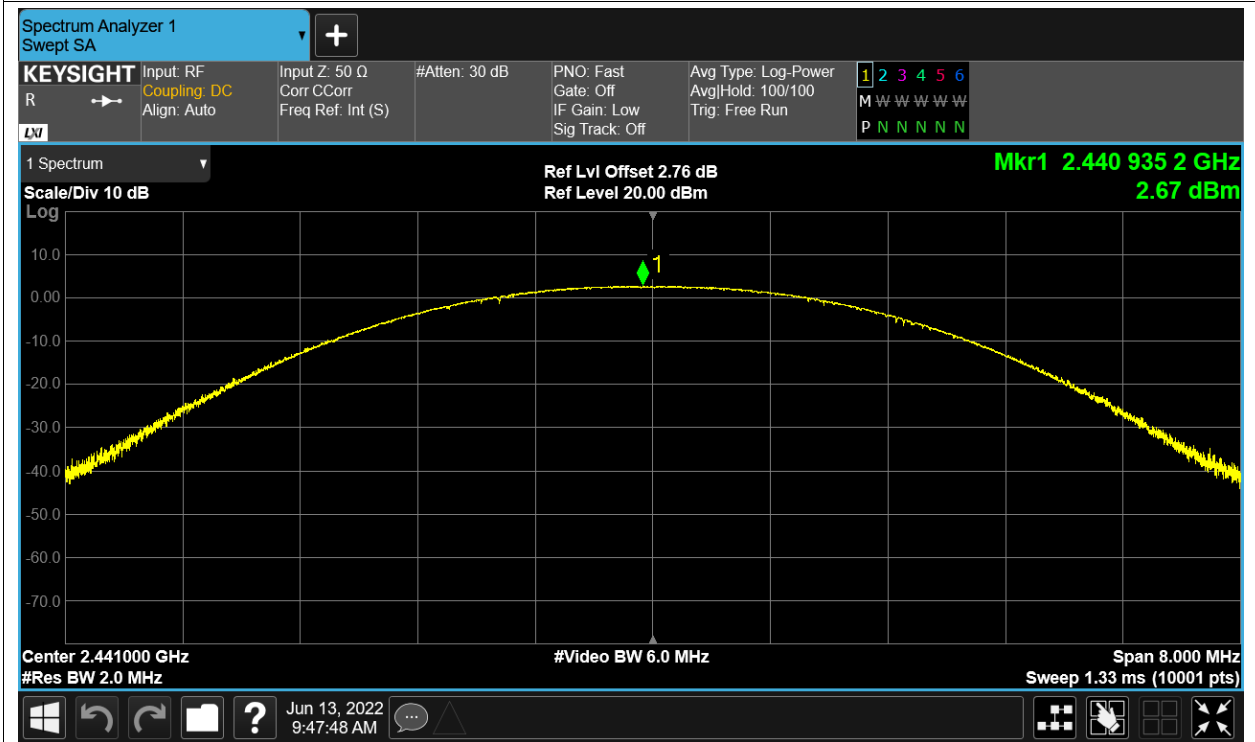 Spectrum Analyzer 1
Swept SA
+
KEYSIGHT
R
LXI
Input: RF
Coupling: DC
Align: Auto
Input Z: 50 Ω
Corr CCorr
Freq Ref: Int (S)
#Atten: 30 dB
PNO: Fast
Gate: Off
IF Gain: Low
Sig Track: Off
Avg Type: Log-Power
Avg|Hold: 100/100
Trig: Free Run
1 2 3 4 5 6
M W W W W W
P N N N N N
1 Spectrum
Scale/Div 10 dB
Log
Ref Lvl Offset 2.76 dB
Ref Level 20.00 dBm
Mkr1 2.440 935 2 GHz
2.67 dBm
1
10.0
0.00
-10.0
-20.0
-30.0
-40.0
-50.0
-60.0
-70.0
Center 2.441000 GHz
#Res BW 2.0 MHz
#Video BW 6.0 MHz
Span 8.000 MHz
Sweep 1.33 ms (10001 pts)
?
Jun 13, 2022
9:47:48 AM